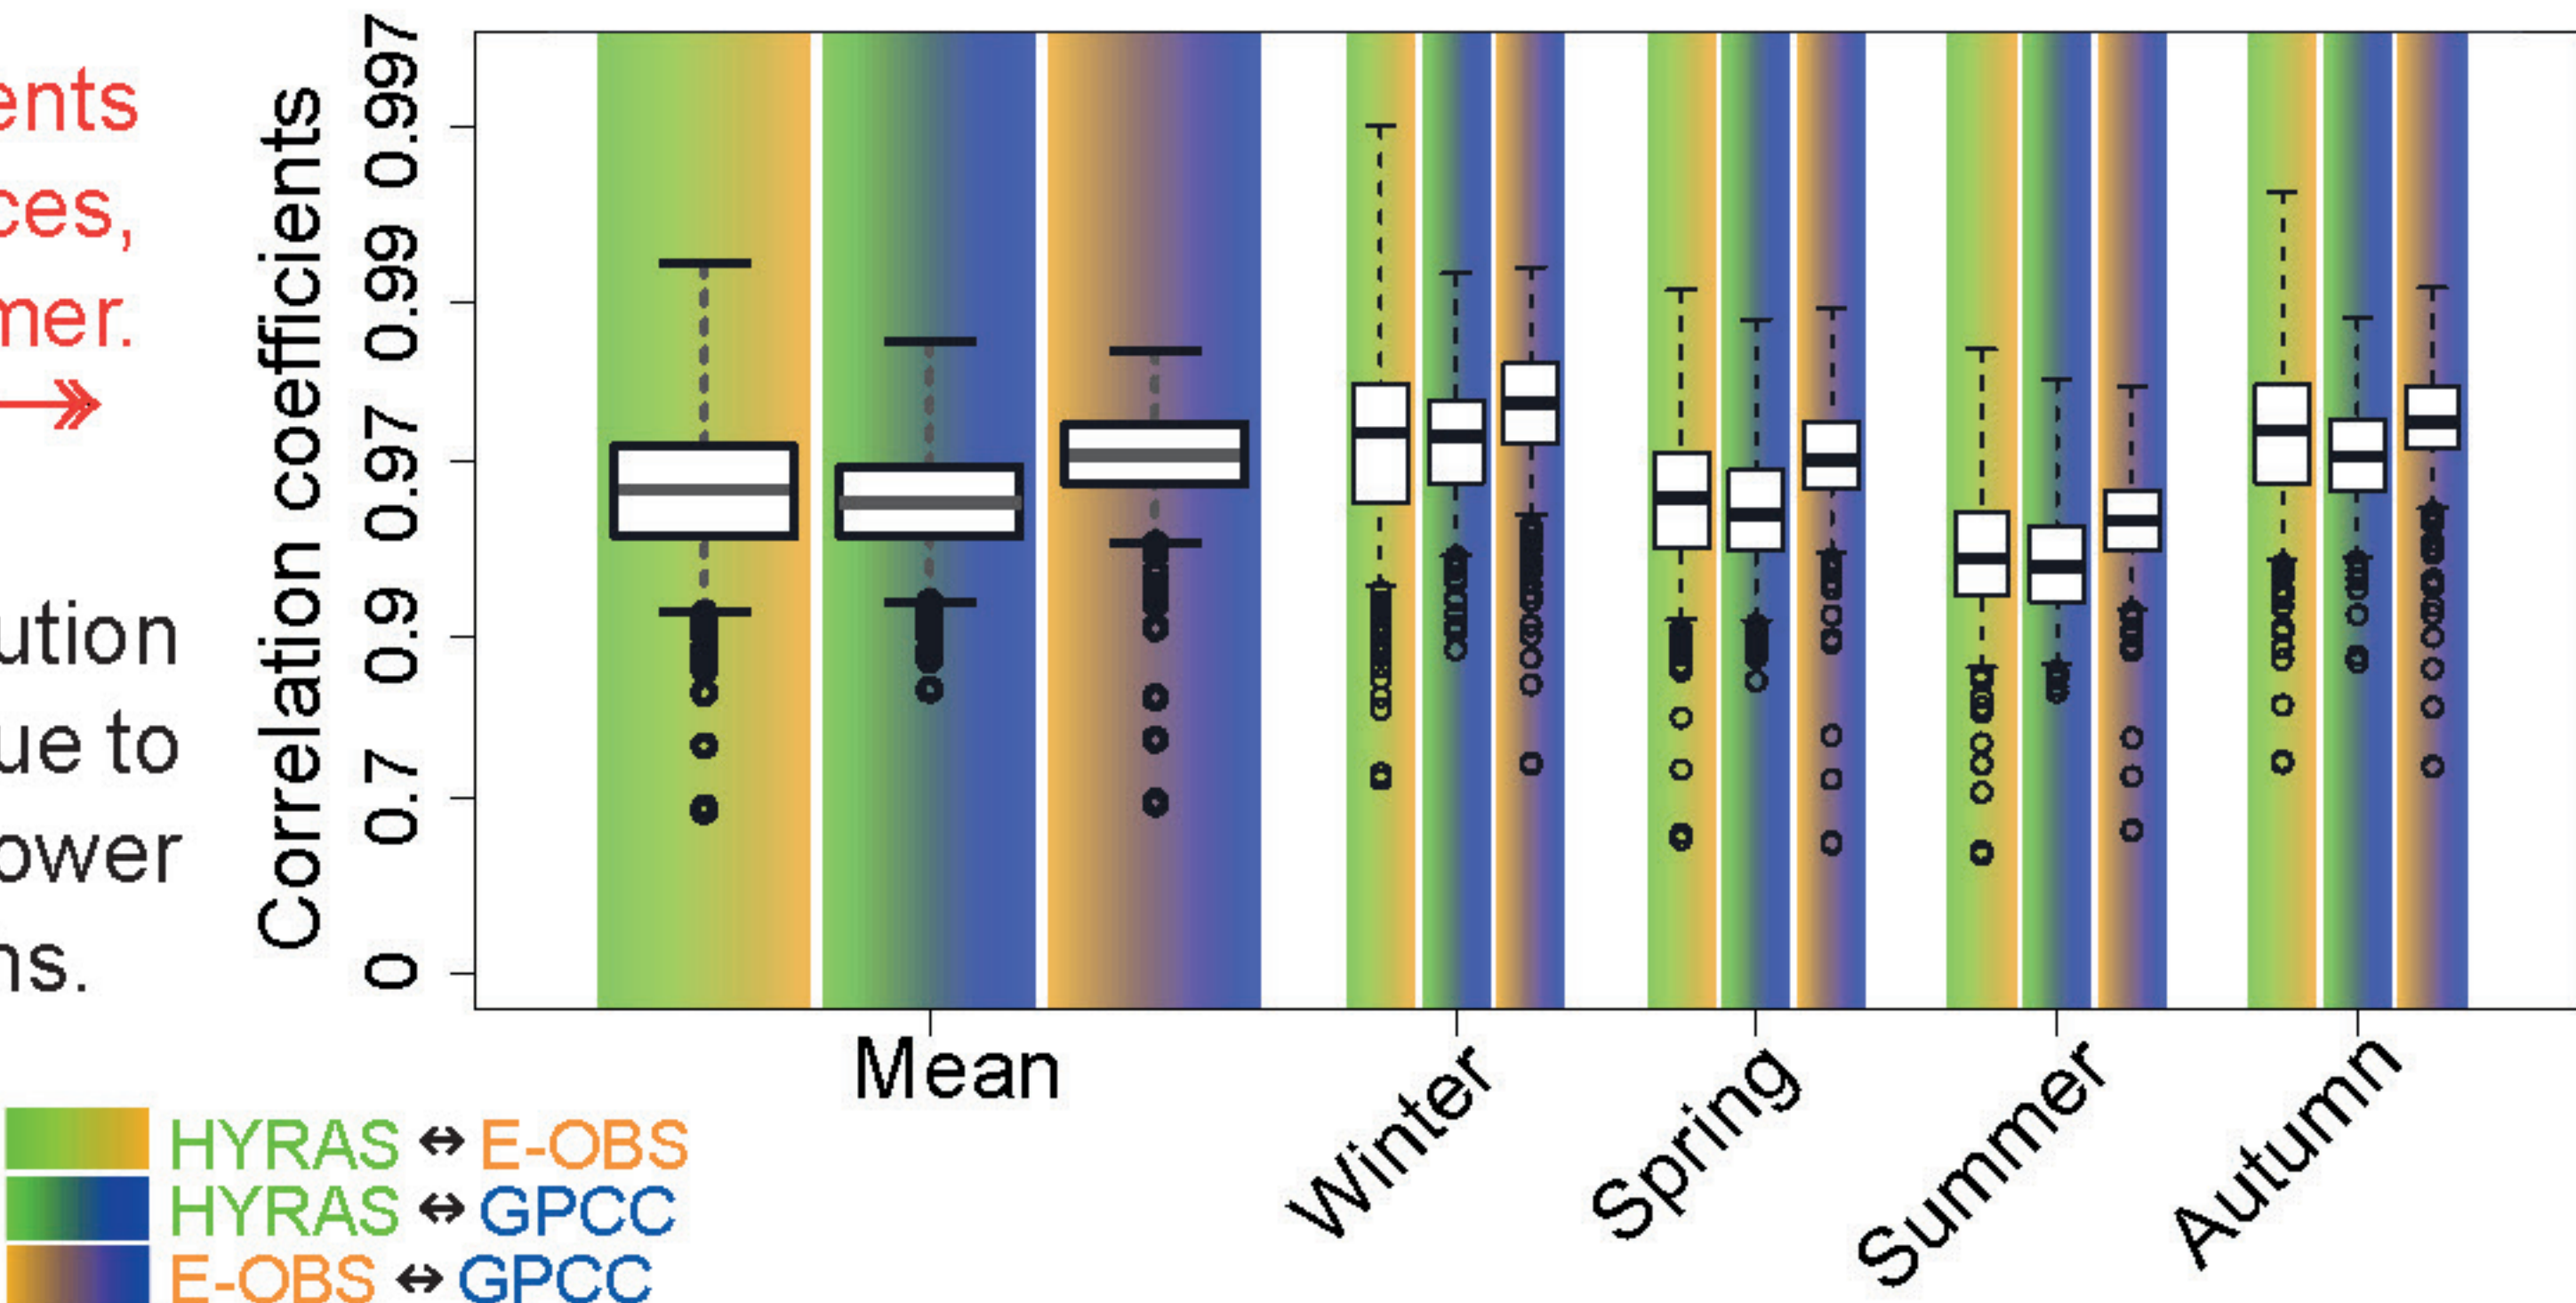 ents
ces,
mer.
ution
ue to
ower
ns.
Correlation coefficients
0.997
0.99
0.97
0.9
0.7
0
Mean
Winter
Spring
Summer
Autumn
HYRAS ↔ E-OBS
HYRAS ↔ GPCC
E-OBS ↔ GPCC